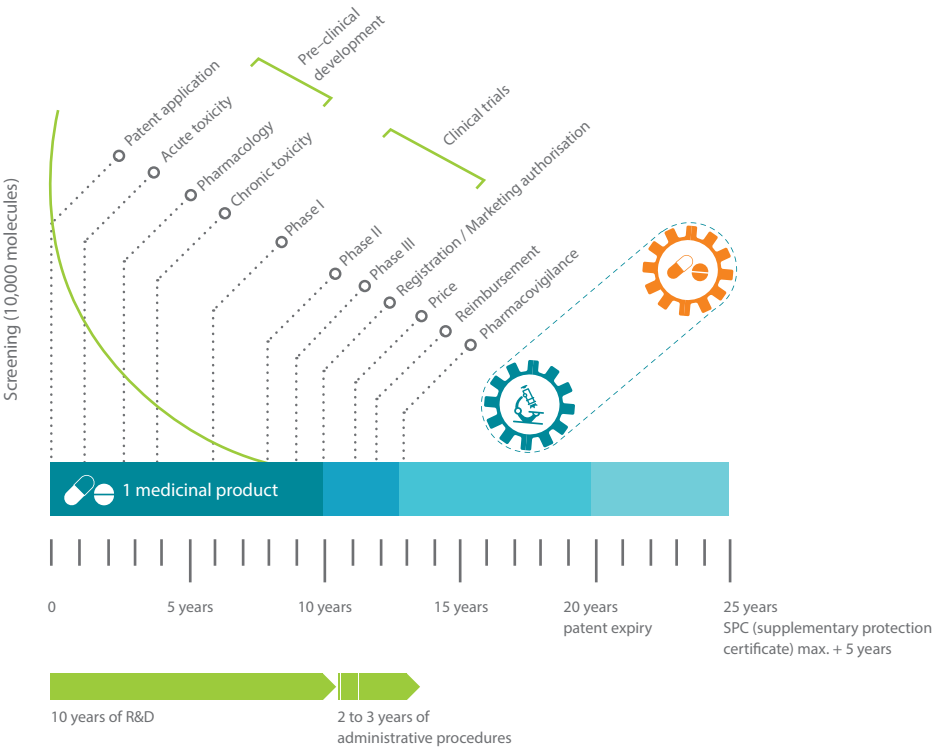 Screening (10,000 molecules)
Patent application
Acute toxicity
Pharmacology
Chronic toxicity
Pre–clinical
development
Phase I
Phase II
Phase III
Clinical trials
Registration / Marketing authorisation
Price
Reimbursement
Pharmacovigilance
1 medicinal product
0
5 years
10 years
15 years
20 years
patent expiry
25 years
SPC (supplementary protection
certificate) max. + 5 years
10 years of R&D
2 to 3 years of
administrative procedures